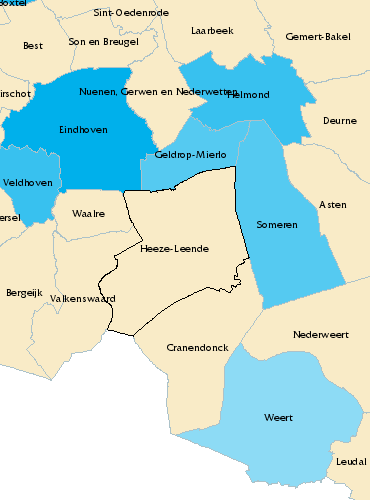 Boxtel
Sint-Oedenrode
Laarbeek
Best
Son en Breugel
Gemert-Bakel
irschot
Nuenen, Gerwen en Nederwetten
Helmond
Deurne
Eindhoven
Geldrop-Mierlo
Veldhoven
Asten
ersel
Waalre
Someren
Heeze-Leende
Bergeijk
Valkenswaard
Nederweert
Cranendonck
Weert
Leudal